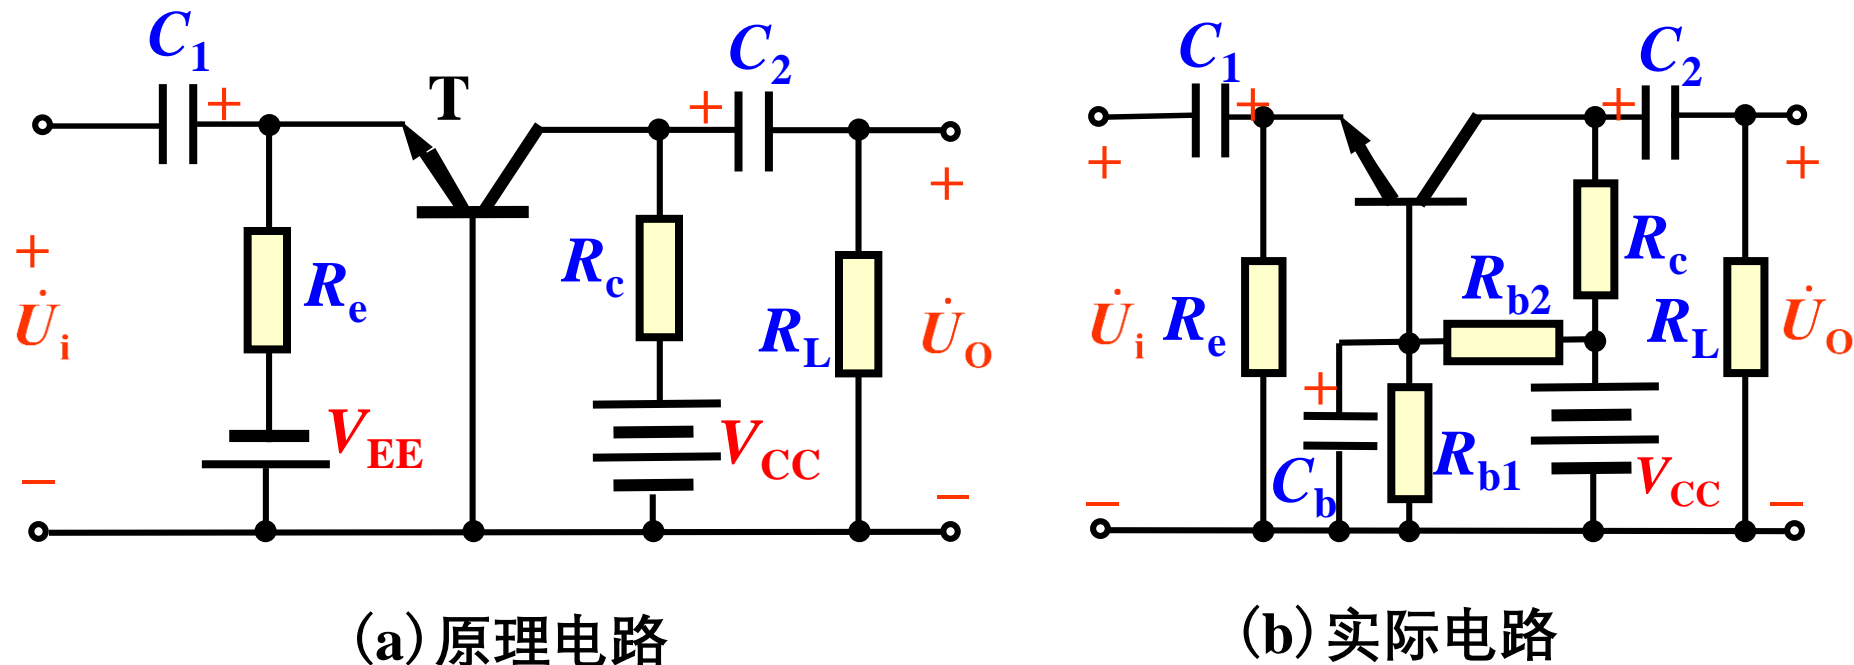 C1
+
T
+
C2
+
U̇i
−
Re
VEE
Rc
VCC
RL
+
U̇O
−
(a)原理电路
C1
+
+
C2
+
U̇i
−
Re
+
Cb
Rb1
Rb2
Rc
VCC
RL
+
U̇O
−
(b)实际电路